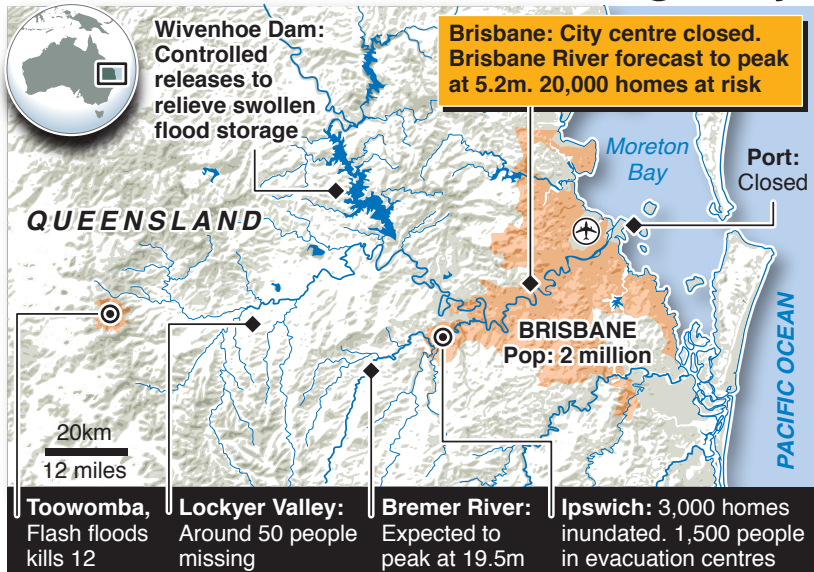 Wivenhoe Dam:
Controlled
releases to
relieve swollen
flood storage
Brisbane: City centre closed.
Brisbane River forecast to peak
at 5.2m. 20,000 homes at risk
Moreton
Bay
Port:
Closed
QUEENSLAND
BRISBANE
Pop: 2 million
PACIFIC OCEAN
20km
12 miles
Toowomba,
Flash floods
kills 12
Lockyer Valley:
Around 50 people
missing
Bremer River:
Expected to
peak at 19.5m
Ipswich: 3,000 homes
inundated. 1,500 people
in evacuation centres